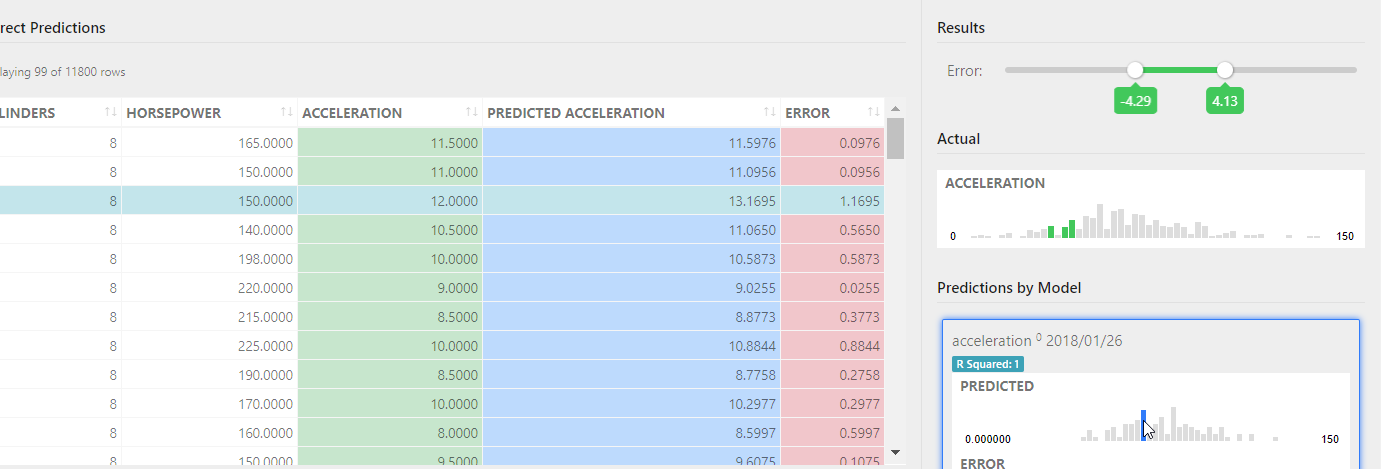 rect Predictions
laying 99 of 11800 rows
LINDERS HORSEPOWER ACCELERATION PREDICTED ACCELERATION ERROR
8 165.0000 11.5000 11.5976 0.0976
8 150.0000 11.0000 11.0956 0.0956
8 150.0000 12.0000 13.1695 1.1695
8 140.0000 10.5000 11.0650 0.5650
8 198.0000 10.0000 10.5873 0.5873
8 220.0000 9.0000 9.0255 0.0255
8 215.0000 8.5000 8.8773 0.3773
8 225.0000 10.0000 10.8844 0.8844
8 190.0000 8.5000 8.7758 0.2758
8 170.0000 10.0000 10.2977 0.2977
8 160.0000 8.0000 8.5997 0.5997
8 150.0000 9.5000 9.6075 0.1075
Results
Error:
-4.29 4.13
Actual
ACCELERATION
0 150
Predictions by Model
acceleration 0 2018/01/26
R Squared: 1
PREDICTED
0.000000 150
ERROR